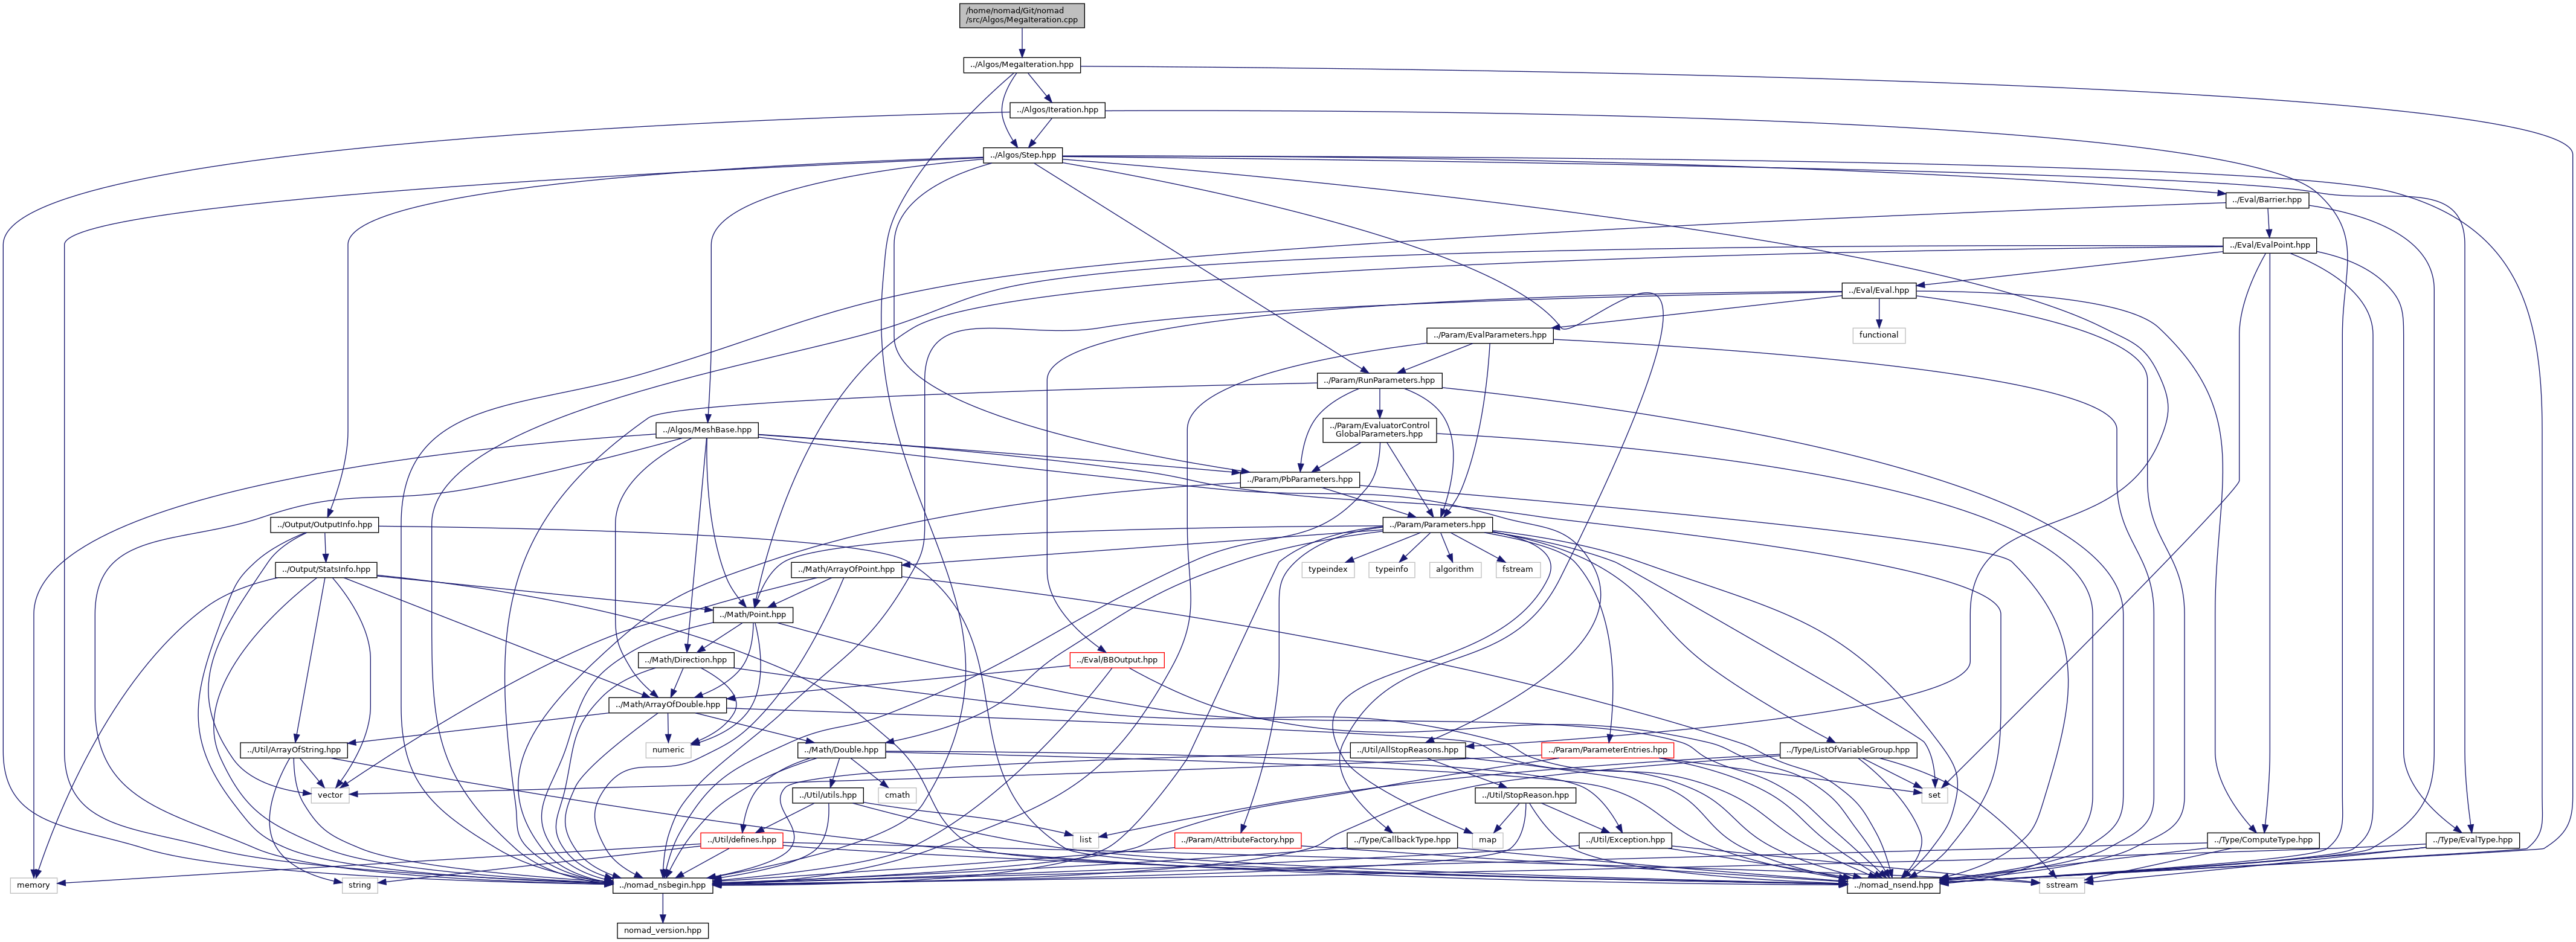 /home/nomad/Git/nomad
/src/Algos/MegaIteration.cpp
../Algos/MegaIteration.hpp
../Algos/Iteration.hpp
../Algos/Step.hpp
../Eval/Barrier.hpp
../Eval/EvalPoint.hpp
../Eval/Eval.hpp
../Param/EvalParameters.hpp
functional
../Param/RunParameters.hpp
../Algos/MeshBase.hpp
../Param/EvaluatorControl
GlobalParameters.hpp
../Param/PbParameters.hpp
../Output/OutputInfo.hpp
../Param/Parameters.hpp
../Output/StatsInfo.hpp
../Math/ArrayOfPoint.hpp
typeindex
typeinfo
algorithm
fstream
../Math/Point.hpp
../Math/Direction.hpp
../Eval/BBOutput.hpp
../Math/ArrayOfDouble.hpp
../Util/ArrayOfString.hpp
numeric
../Math/Double.hpp
../Util/AllStopReasons.hpp
../Param/ParameterEntries.hpp
../Type/ListOfVariableGroup.hpp
vector
../Util/utils.hpp
cmath
../Util/StopReason.hpp
set
../Util/defines.hpp
list
../Param/AttributeFactory.hpp
../Type/CallbackType.hpp
map
../Util/Exception.hpp
../Type/ComputeType.hpp
../Type/EvalType.hpp
memory
string
../nomad_nsbegin.hpp
../nomad_nsend.hpp
sstream
nomad_version.hpp